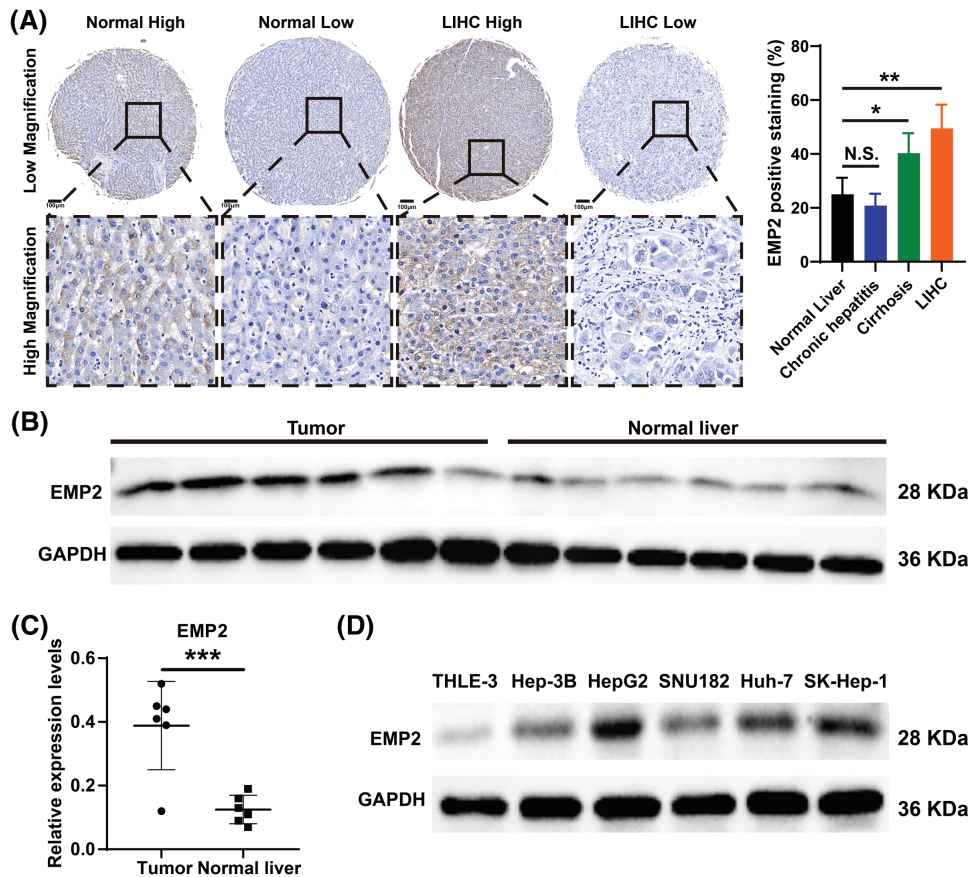 (A)
Normal High
Normal Low
LIHC High
LIHC Low
Low Magnification
100μm
100μm
100μm
100μm
High Magnification
EMP2 positive staining (%)
80
60
40
20
0
**
*
N.S.
Normal Liver
Chronic hepatitis
Cirrhosis
LIHC
(B)
Tumor
Normal liver
EMP2
28 KDa
GAPDH
36 KDa
(C)
EMP2
***
Relative expression levels
0.6
0.4
0.2
0.0
Tumor Normal liver
(D)
THLE-3 Hep-3B HepG2 SNU182 Huh-7 SK-Hep-1
EMP2
28 KDa
GAPDH
36 KDa